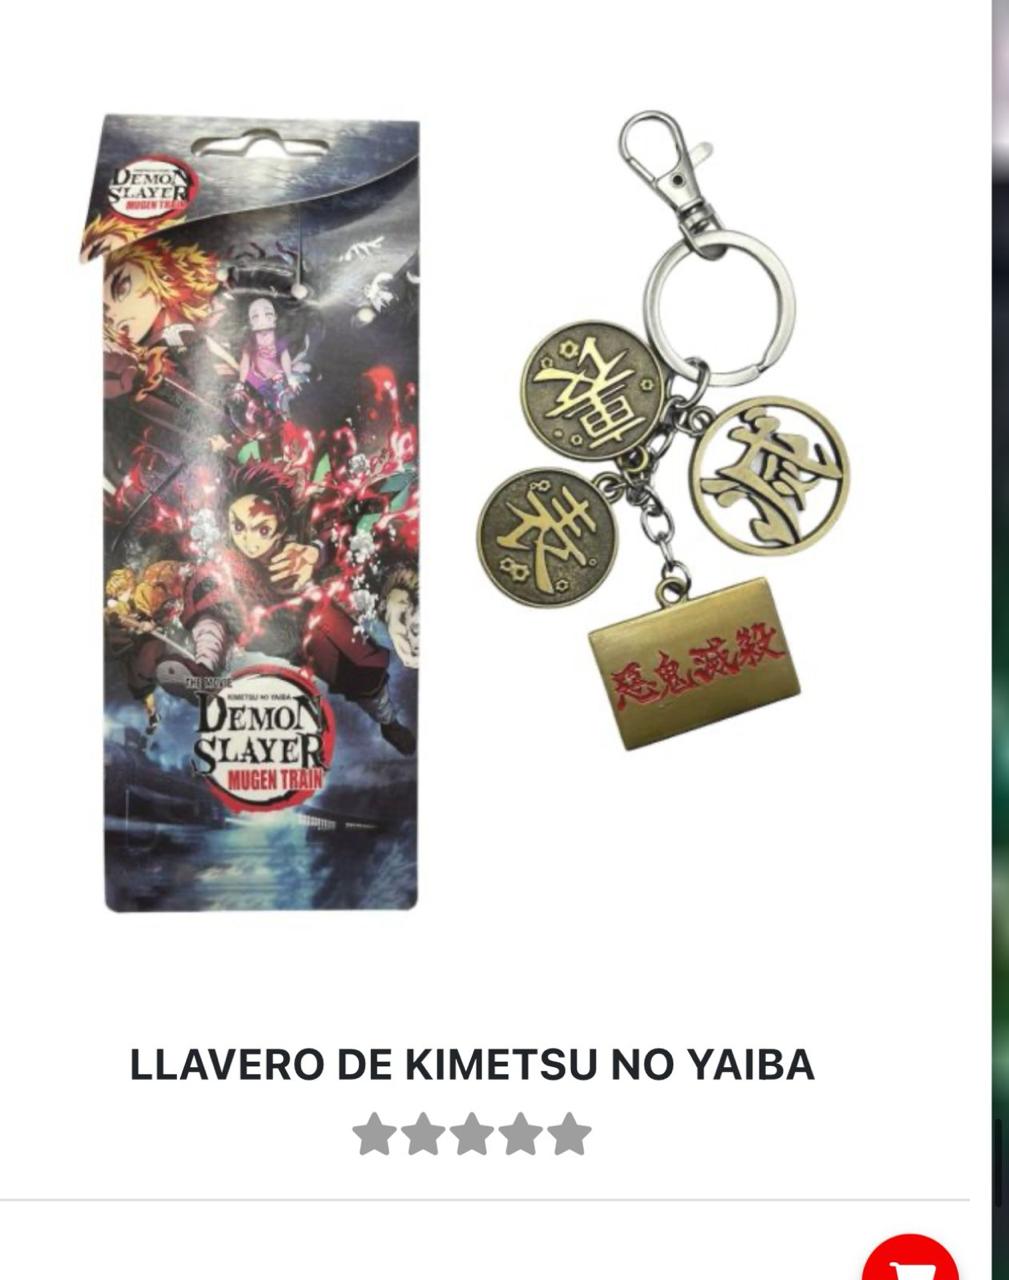 DEMON
SLAYER
MUGEN TRAIN
THE MOVIE
KIMETSU NO YAIBA
DEMON
SLAYER
MUGEN TRAIN
惡鬼滅殺
LLAVERO DE KIMETSU NO YAIBA